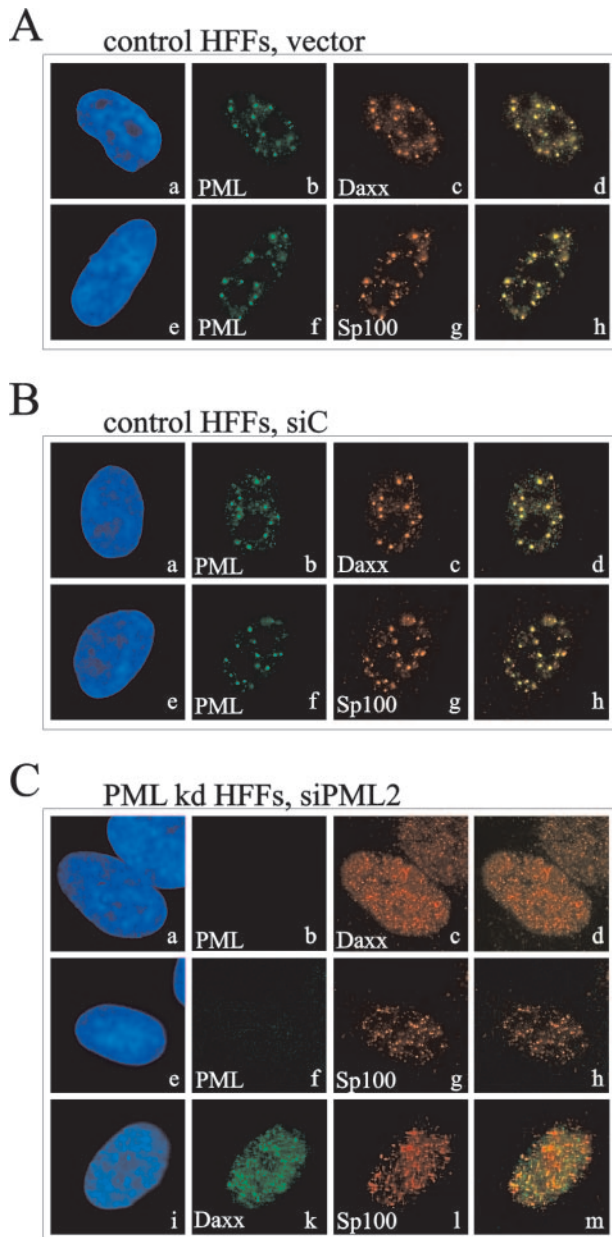 A
control HFFs, vector
a
PML b
Daxx c
d
e
PML f
Sp100 g
h
B
control HFFs, siC
a
PML b
Daxx c
d
e
PML f
Sp100 g
h
C
PML kd HFFs, siPML2
a
PML b
Daxx c
d
e
PML f
Sp100 g
h
i
Daxx k
Sp100 l
m